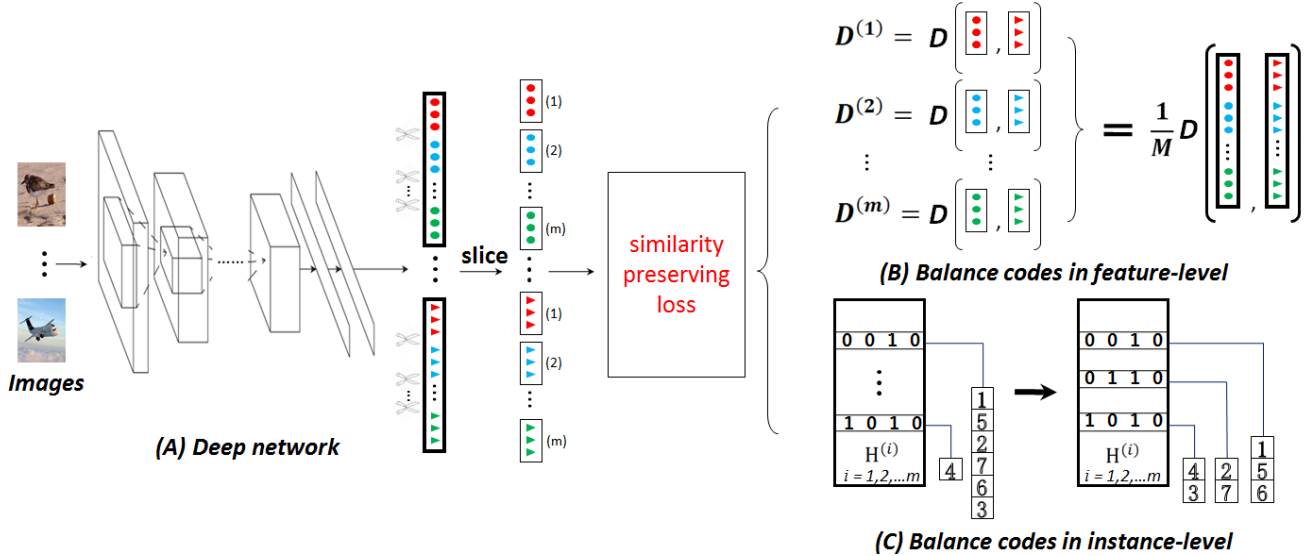 Images
(A) Deep network
slice
(1)
(2)
(m)
(1)
(2)
(m)
similarity
preserving
loss
D(1) = D { , }
D(2) = D { , }
D(m) = D { , }
= 1/M D { , }
(B) Balance codes in feature-level
0 0 1 0
1 0 1 0
H(i)
i = 1,2,...m
4
1
5
2
7
6
3
0 0 1 0
0 1 1 0
1 0 1 0
H(i)
i = 1,2,...m
4
3
2
7
1
5
6
(C) Balance codes in instance-level